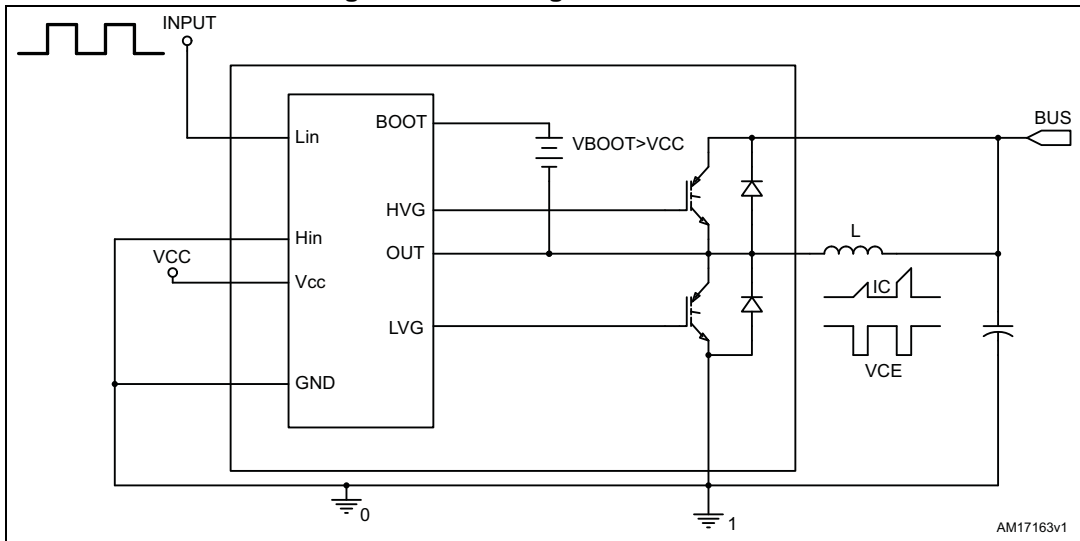 INPUT
BUS
BOOT
Lin
VBOOT>VCC
HVG
L
Hin
OUT
VCC
Vcc
IC
LVG
VCE
GND
0
1
AM17163v1